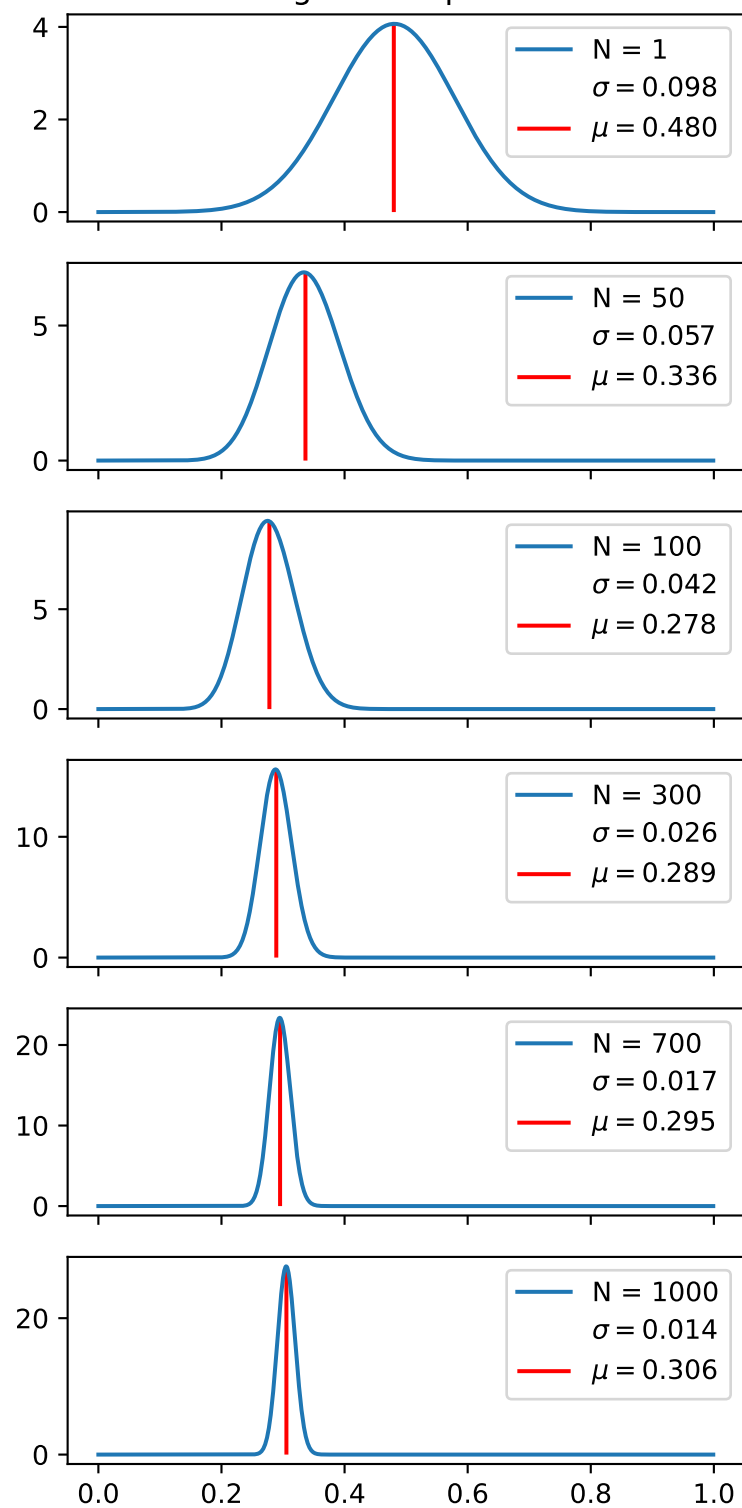 4
2
0
N = 1
σ = 0.098
μ = 0.480
5
0
N = 50
σ = 0.057
μ = 0.336
5
0
N = 100
σ = 0.042
μ = 0.278
10
0
N = 300
σ = 0.026
μ = 0.289
20
10
0
N = 700
σ = 0.017
μ = 0.295
20
0
N = 1000
σ = 0.014
μ = 0.306
0.0 0.2 0.4 0.6 0.8 1.0